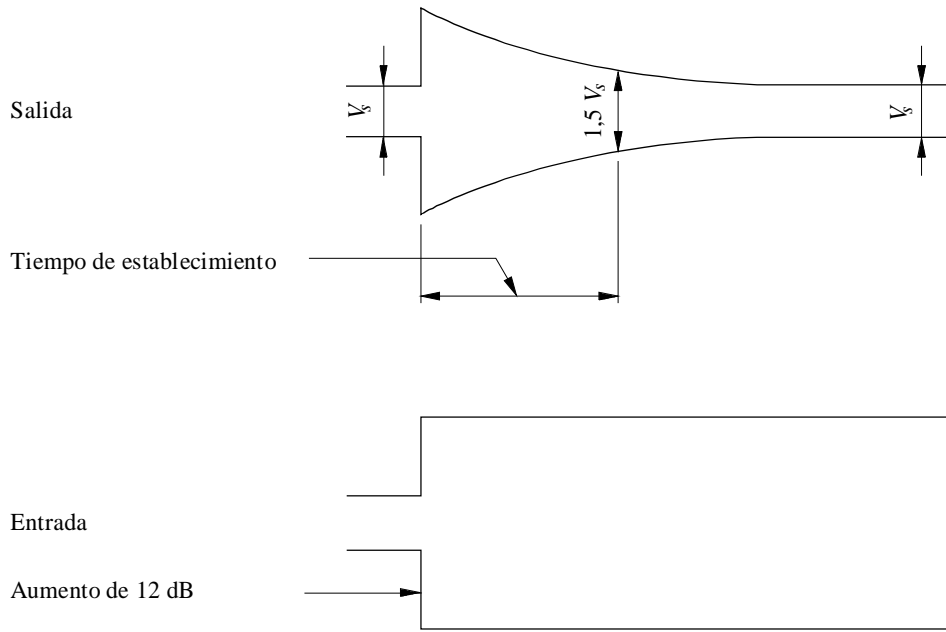 Salida
Vs
1,5 Vs
Vs
Tiempo de establecimiento
Entrada
Aumento de 12 dB